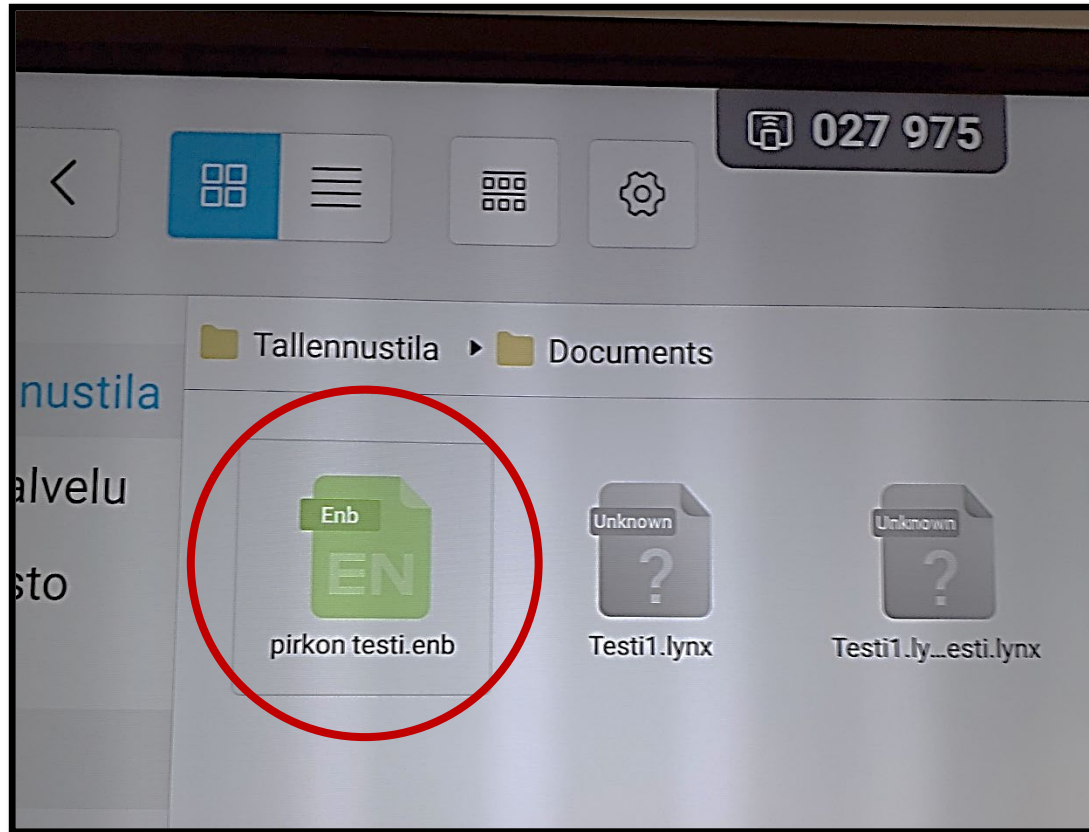 027 975
Tallennustila Documents
nustila
alvelu
sto
Enb
EN
pirkon testi.enb
Unknown
?
Testi1.lynx
Unknown
?
Testi1.ly...esti.lynx